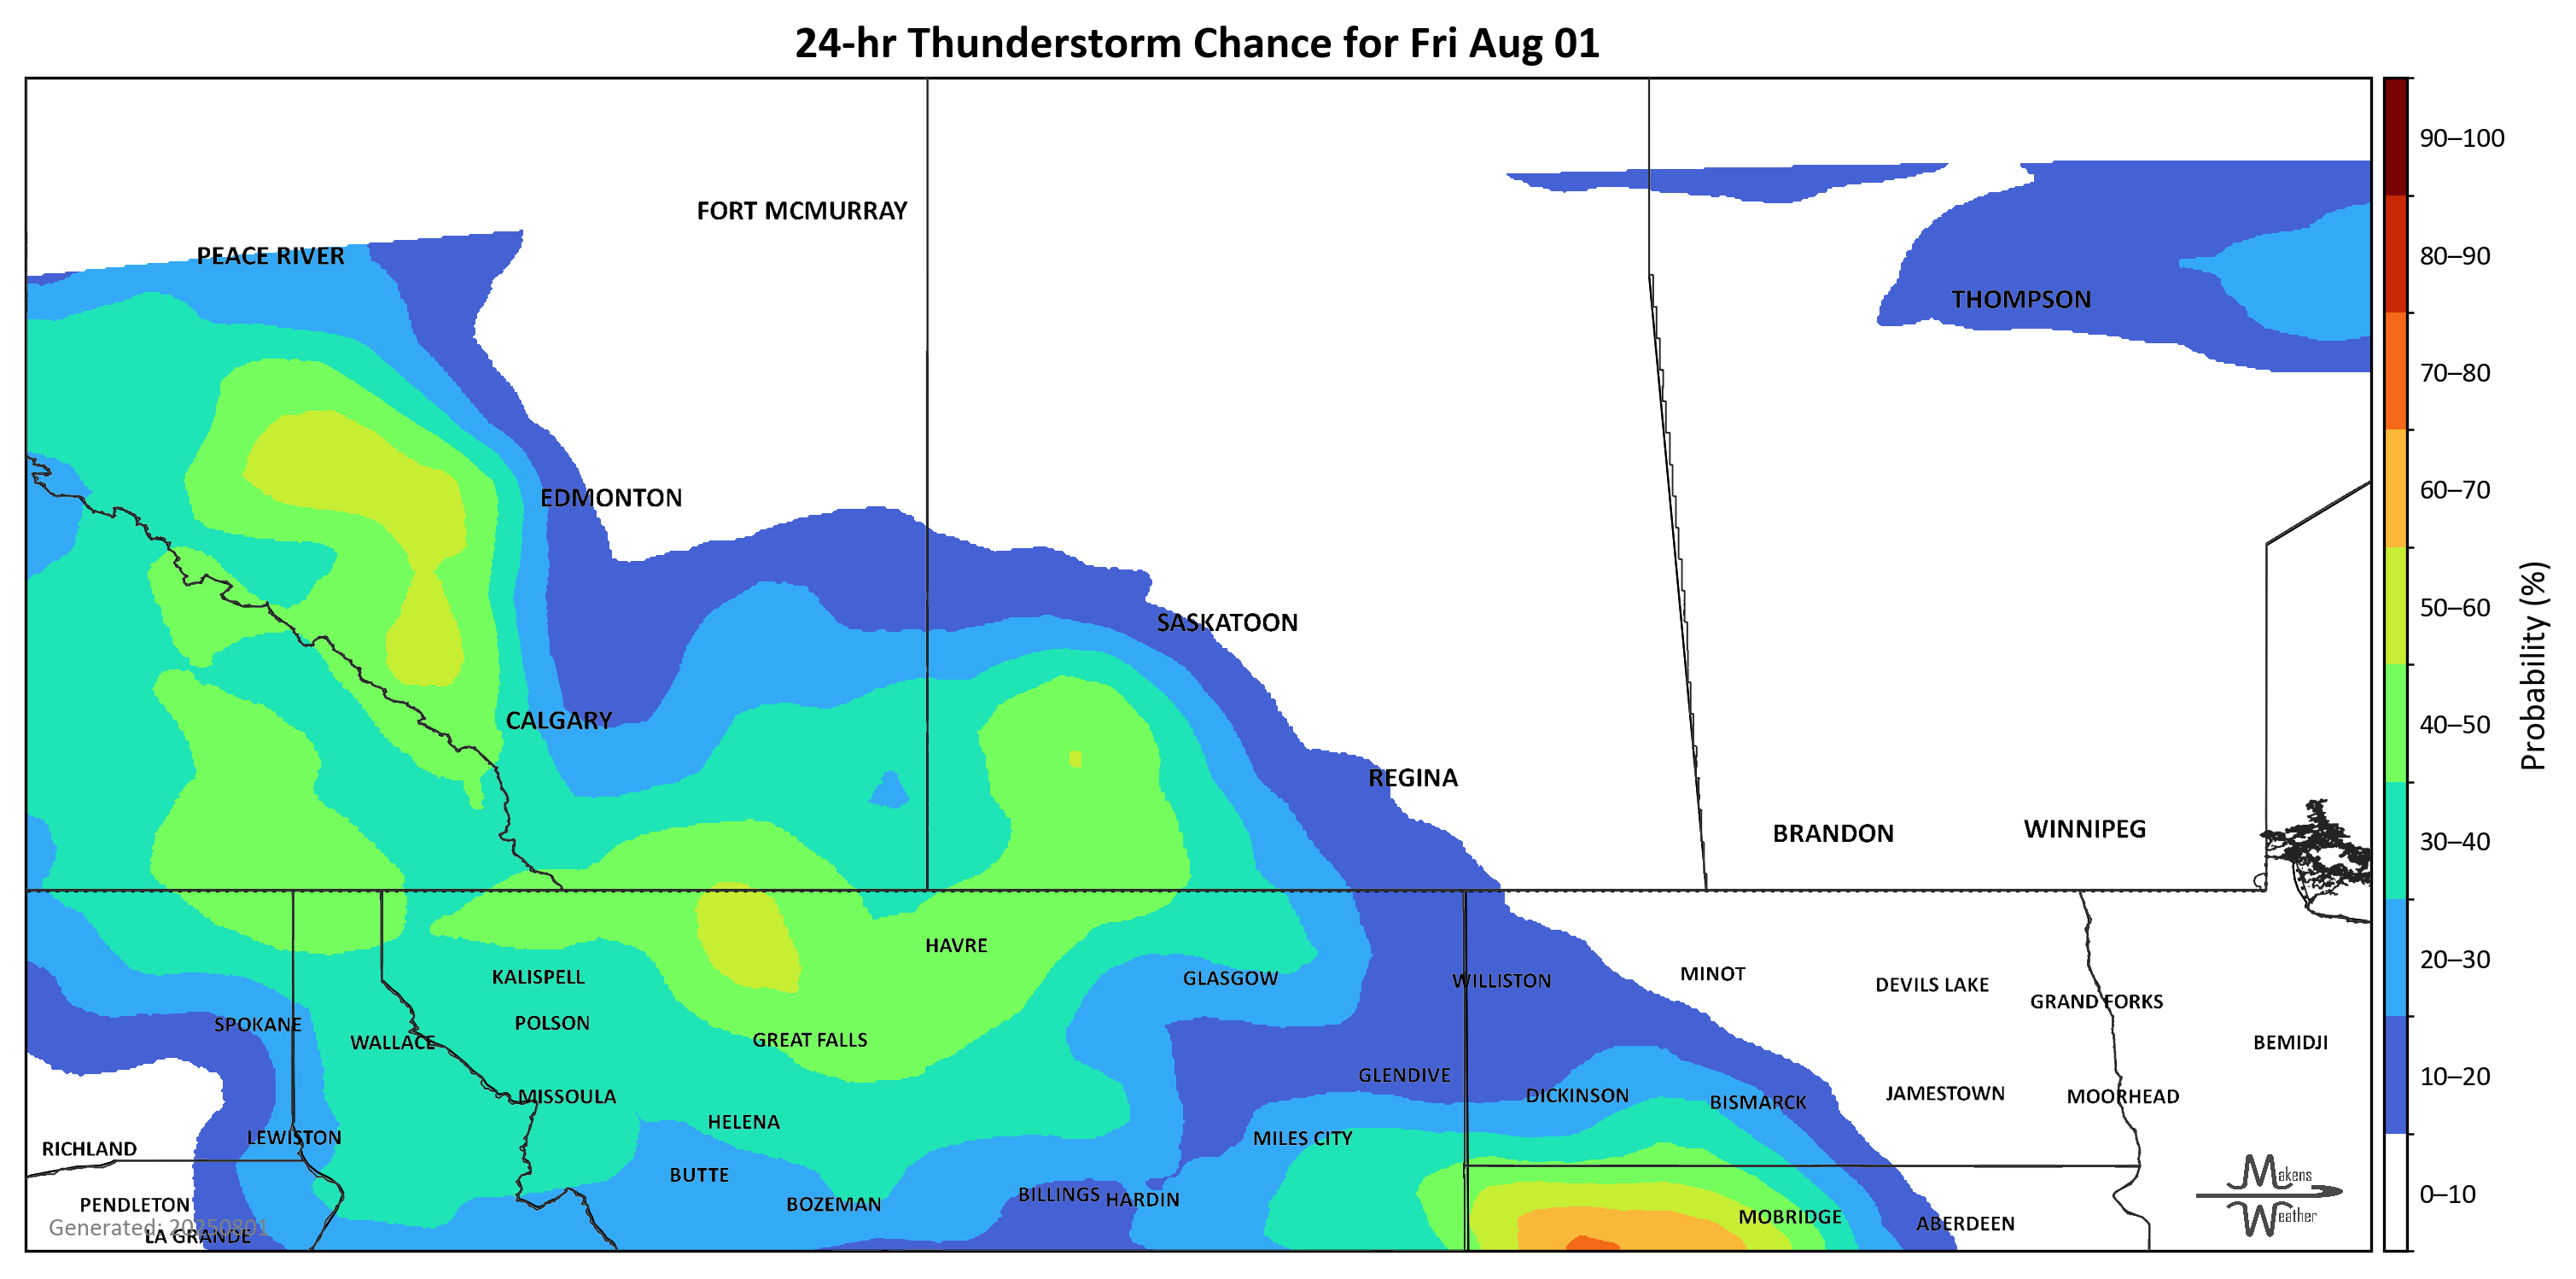 24-hr Thunderstorm Chance for Fri Aug 01
90–100
FORT MCMURRAY
PEACE RIVER
80–90
THOMPSON
70–80
EDMONTON
60–70
SASKATOON
50–60
CALGARY
40–50
Probability (%)
REGINA
BRANDON
WINNIPEG
30–40
HAVRE
20–30
KALISPELL
GLASGOW
WILLISTON
MINOT
DEVILS LAKE
GRAND FORKS
SPOKANE
POLSON
WALLACE
GREAT FALLS
BEMIDJI
GLENDIVE
10–20
MISSOULA
DICKINSON
BISMARCK
JAMESTOWN
MOORHEAD
HELENA
LEWISTON
MILES CITY
RICHLAND
BUTTE
BILLINGS
HARDIN
0–10
PENDLETON
BOZEMAN
MOBRIDGE
ABERDEEN
Generated: 20250801
LA GRANDE
Makens
Weather